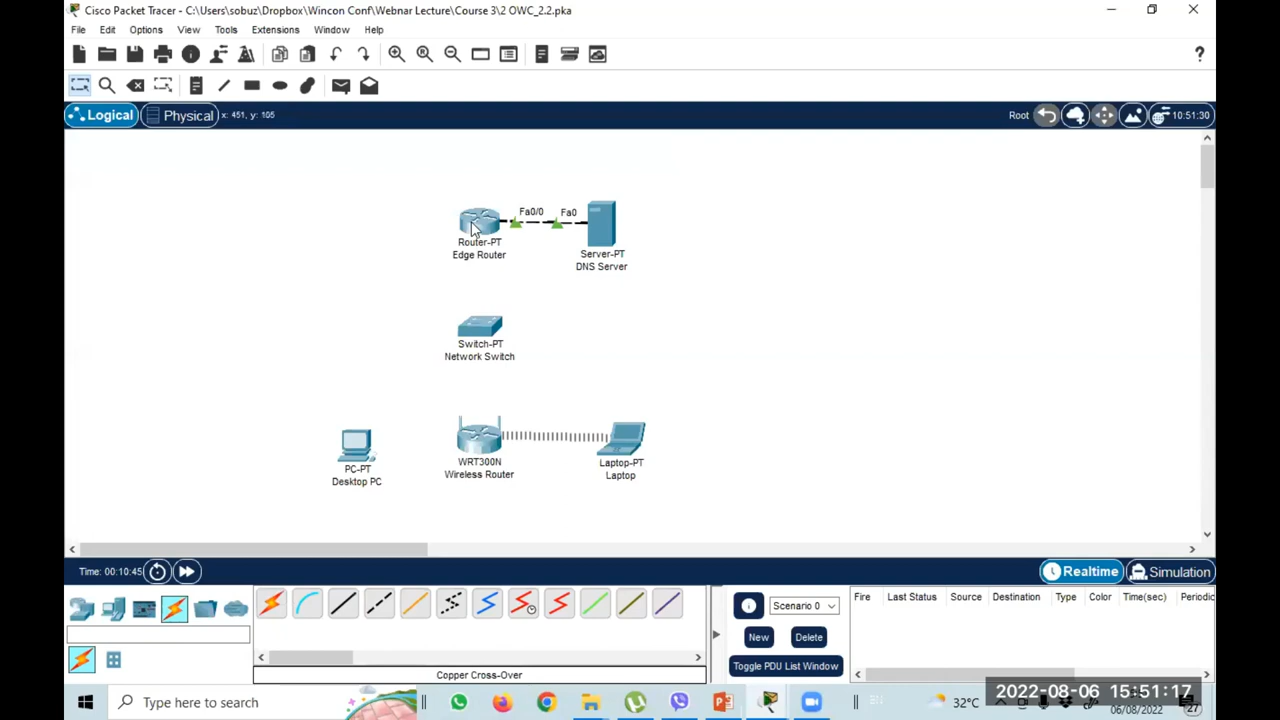 Cisco Packet Tracer - C:\Users\sobuz\Dropbox\Wincon Conf\Webnar Lecture\Course 3\2 OWC_2.2.pka
File Edit Options View Tools Extensions Window Help
?
Logical Physical x: 451, y: 105 Root 10:51:30
Fa0/0 Fa0
Router-PT
Edge Router
Server-PT
DNS Server
Switch-PT
Network Switch
PC-PT
Desktop PC
WRT300N
Wireless Router
Laptop-PT
Laptop
Time: 00:10:45 Realtime Simulation
Scenario 0 Fire Last Status Source Destination Type Color Time(sec) Periodic
New Delete
Toggle PDU List Window
Copper Cross-Over
Type here to search 32°C
2022-08-06 15:51:17
06/08/2022 27